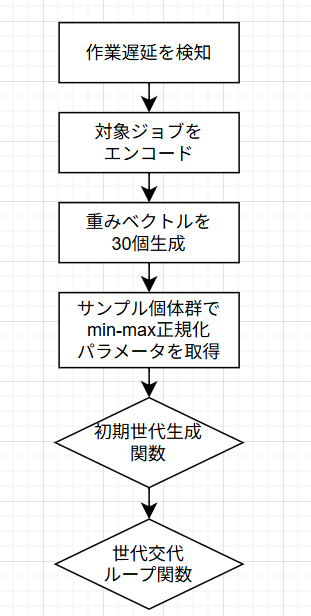 作業遅延を検知
対象ジョブを
エンコード
重みベクトルを
30個生成
サンプル個体群で
min-max正規化
パラメータを取得
初期世代生成
関数
世代交代
ループ関数